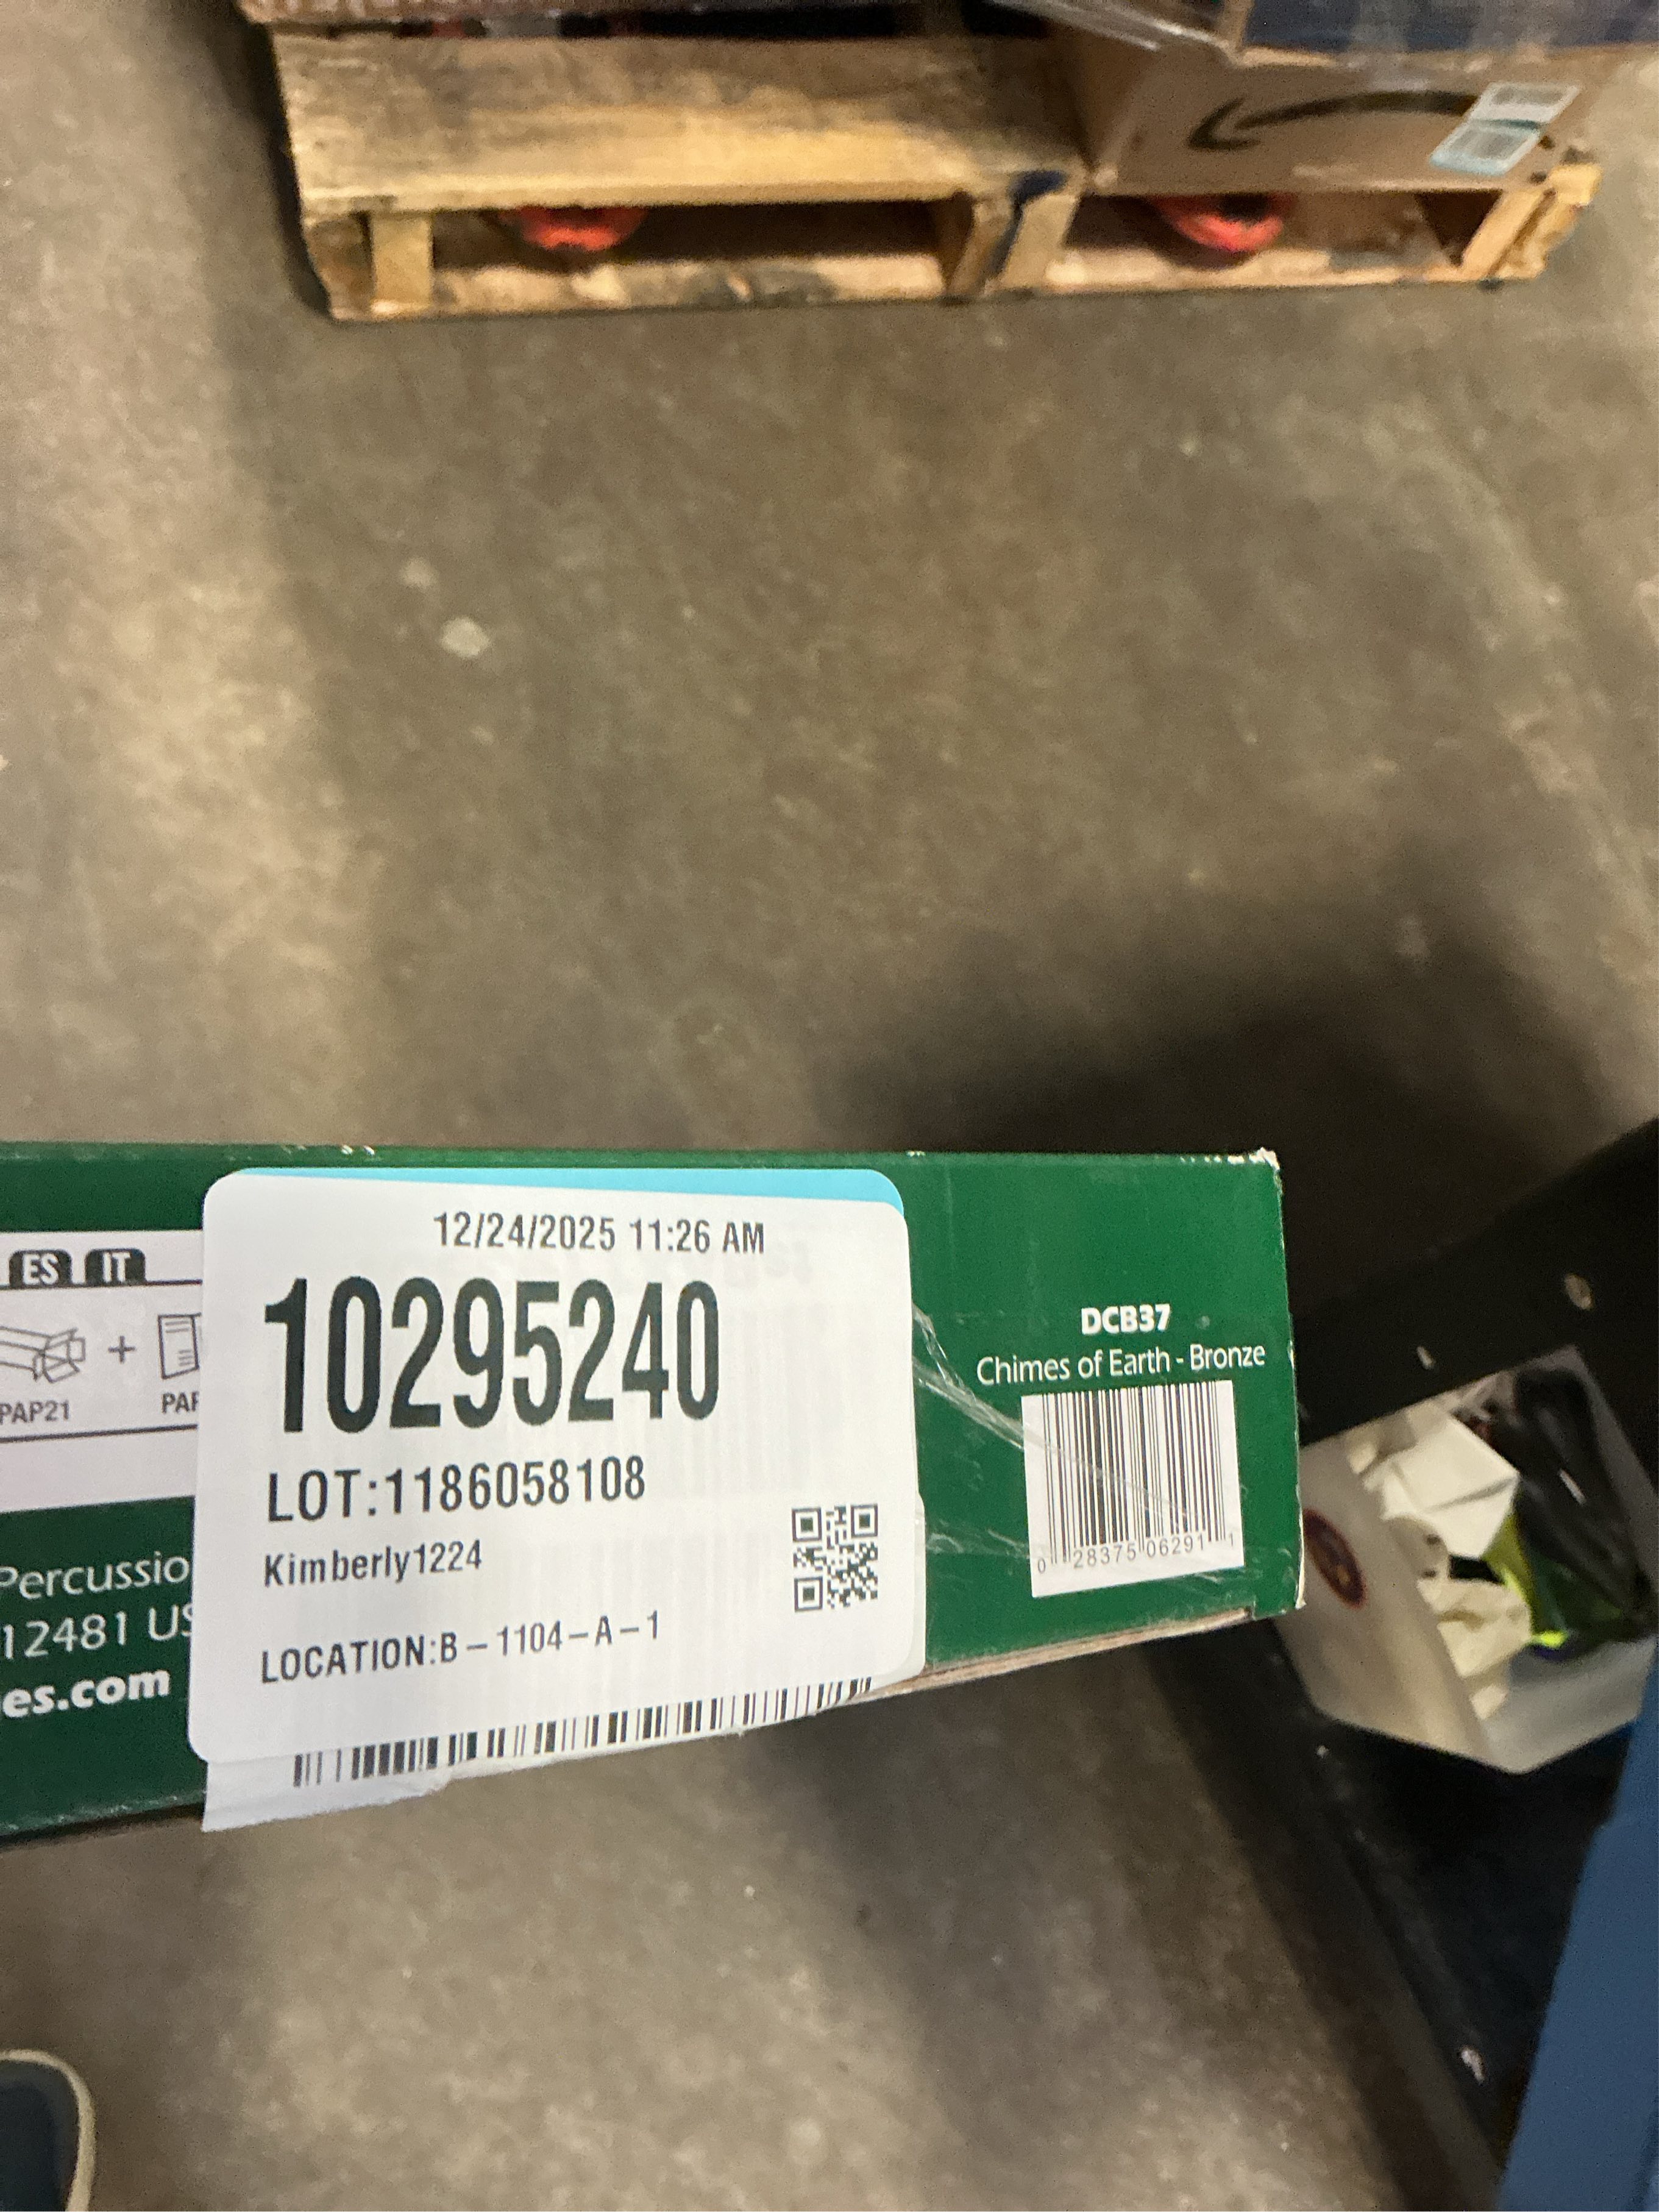 ES IT
+
PAP21
Percussio
12481 US
es.com
12/24/2025 11:26 AM
10295240
LOT:1186058108
Kimberly1224
LOCATION:B-1104-A-1
DCB37
Chimes of Earth - Bronze
0 28375 06291 1